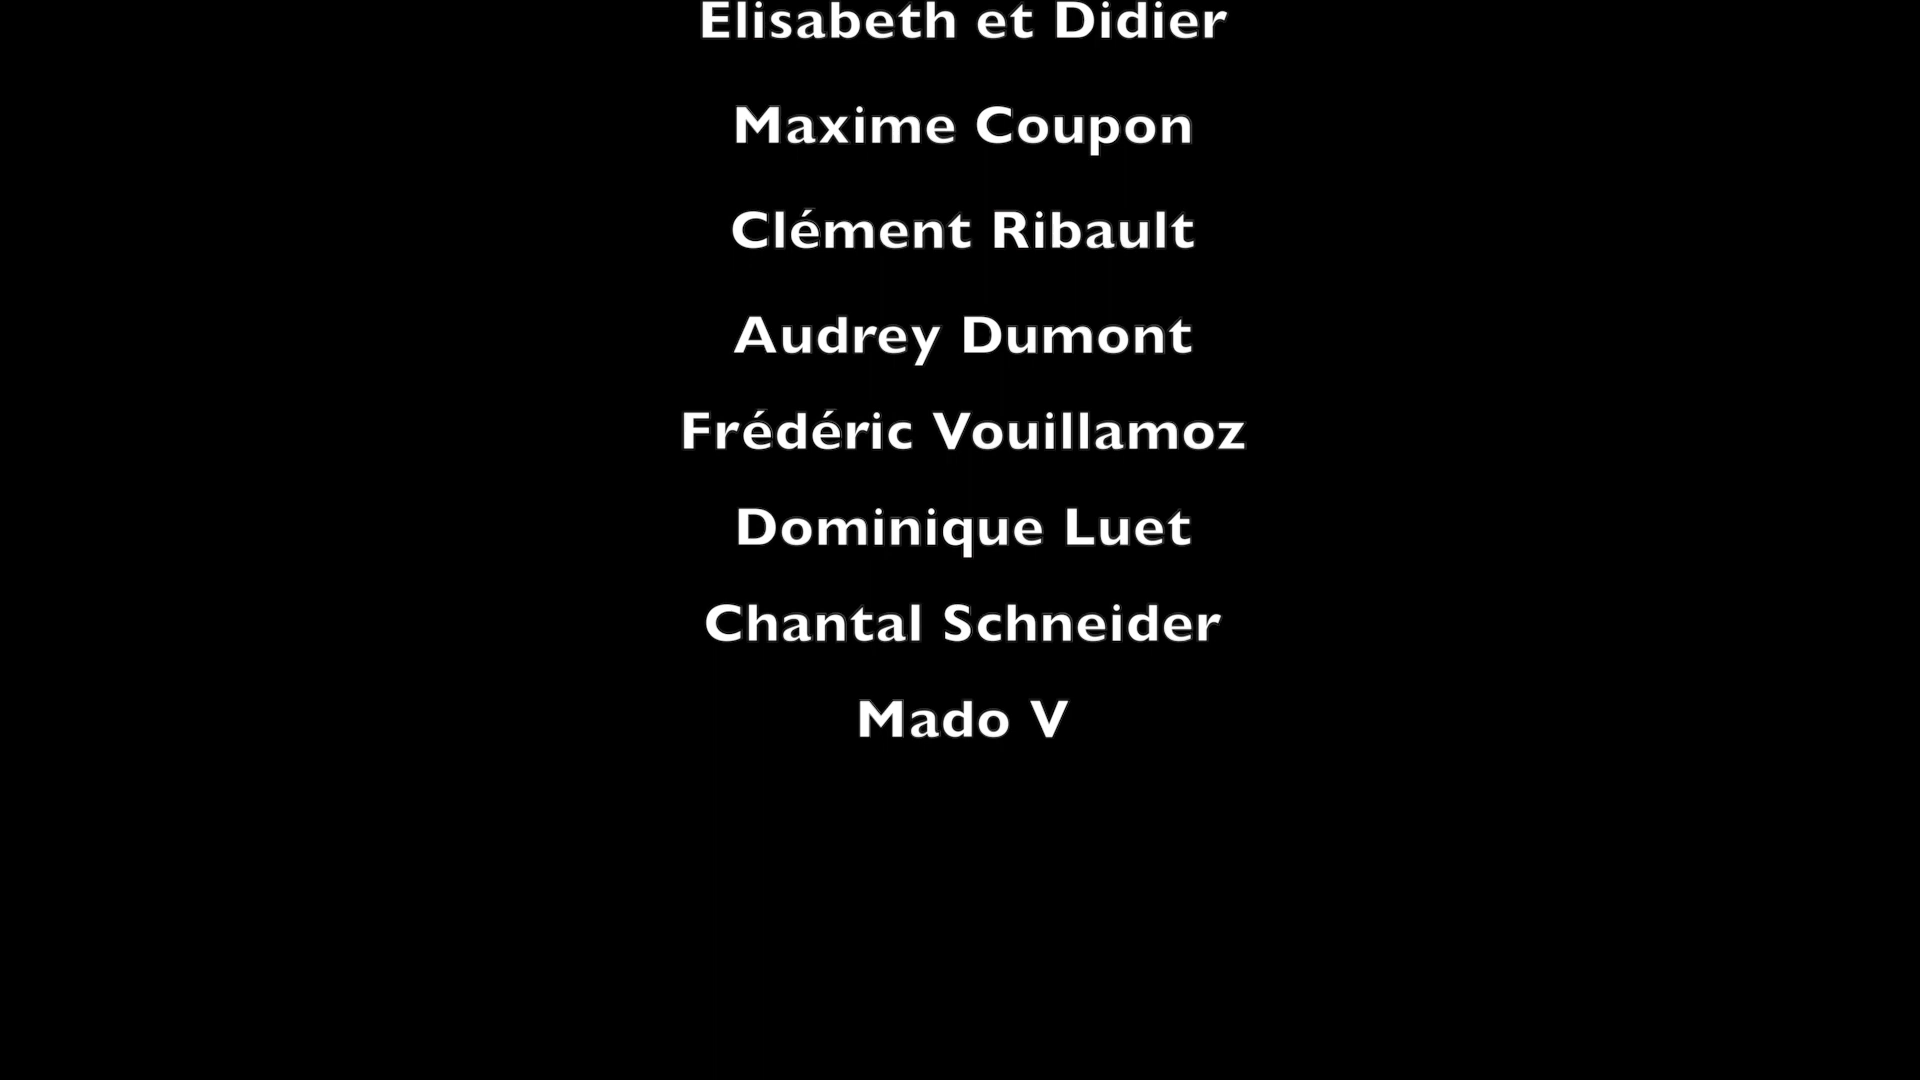 Elisabeth et Didier
Maxime Coupon
Clément Ribault
Audrey Dumont
Frédéric Vouillamoz
Dominique Luet
Chantal Schneider
Mado V